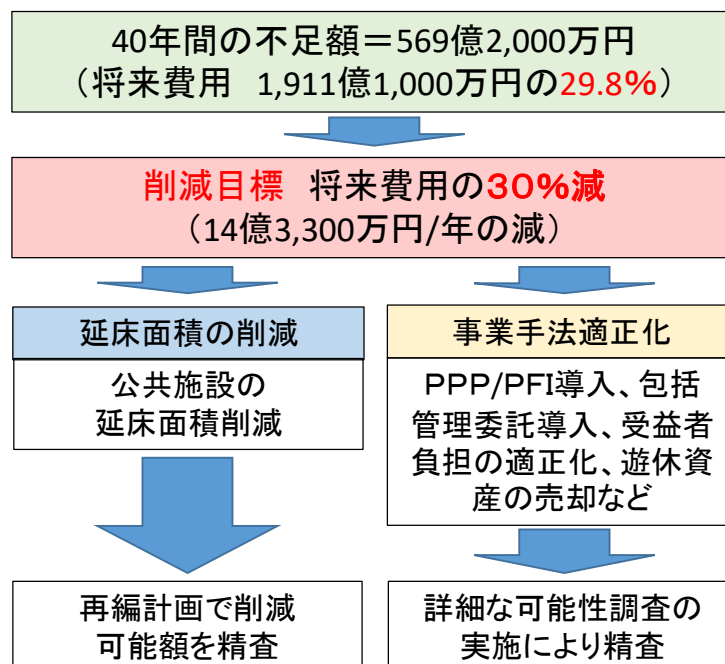 40年間の不足額＝569億2,000万円
（将来費用　1,911億1,000万円の29.8%）
削減目標　将来費用の30%減
（14億3,300万円/年の減）
延床面積の削減
公共施設の
延床面積削減
再編計画で削減
可能額を精査
事業手法適正化
PPP/PFI導入、包括
管理委託導入、受益者
負担の適正化、遊休資
産の売却など
詳細な可能性調査の
実施により精査